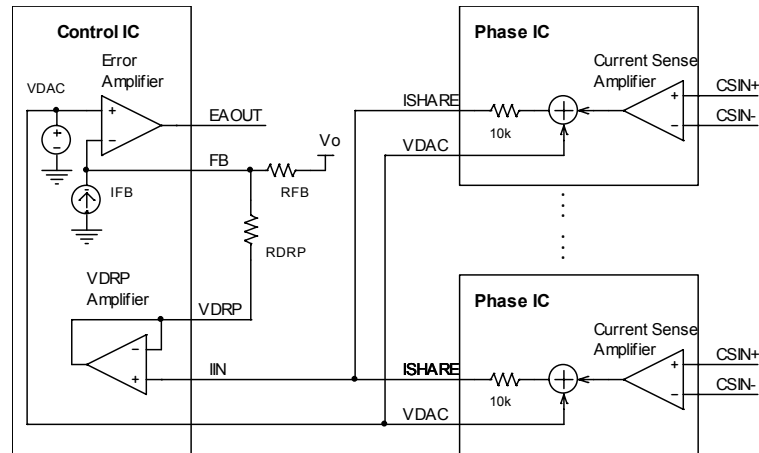 Control IC
Error
Amplifier
VDAC
+
−
+
−
EAOUT
FB
Vo
IFB
RFB
RDRP
VDRP
Amplifier
VDRP
−
+
IIN
Phase IC
Current Sense
Amplifier
CSIN+
+
ISHARE
10k
−
CSIN-
VDAC
Phase IC
Current Sense
Amplifier
CSIN+
+
ISHARE
10k
−
CSIN-
VDAC